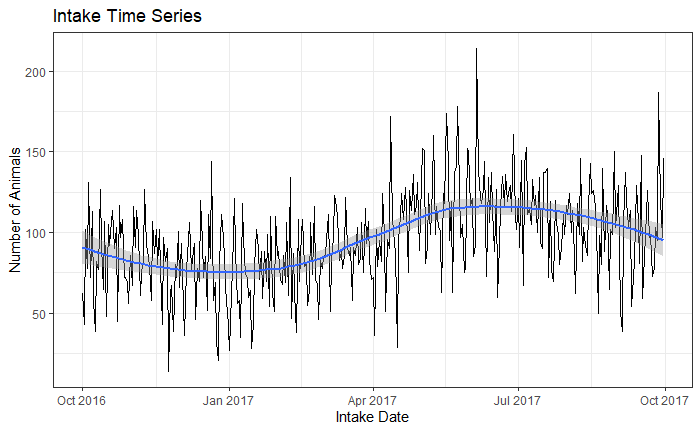 Intake Time Series
Number of Animals
200
150
100
50
Oct 2016
Jan 2017
Apr 2017
Jul 2017
Oct 2017
Intake Date